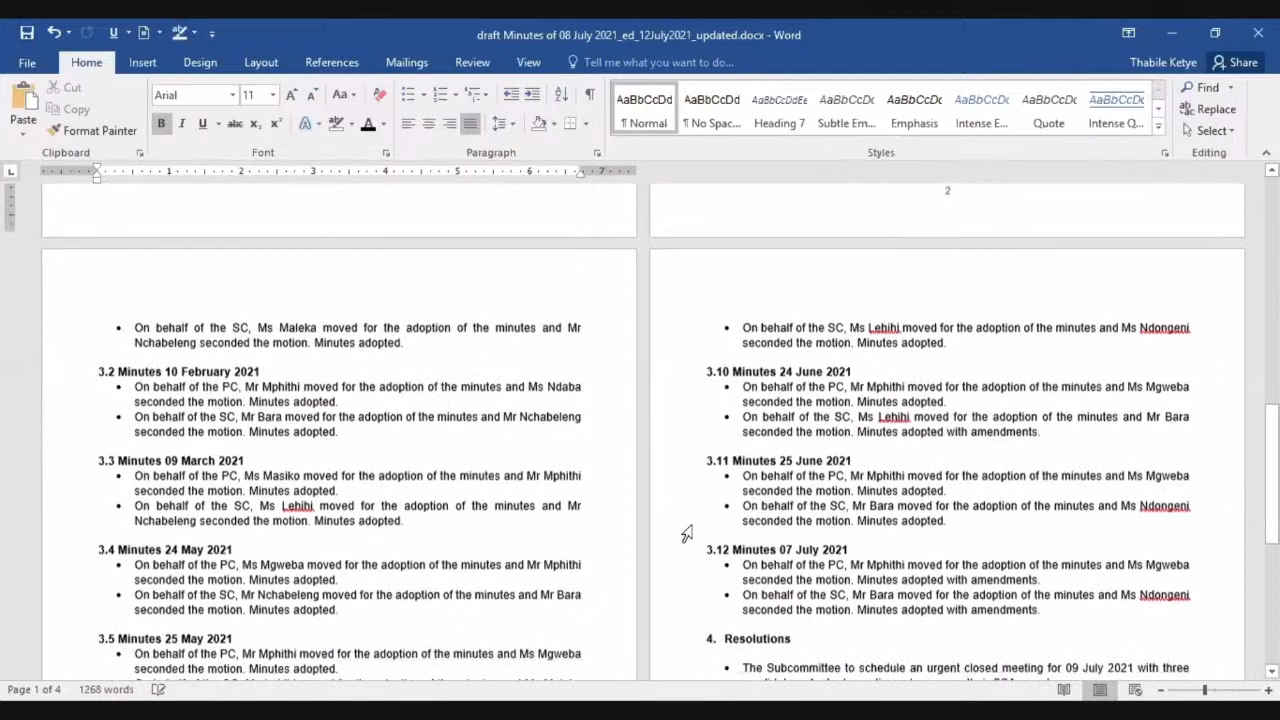 draft Minutes of 08 July 2021_ed_12July2021_updated.docx - Word
File Home Insert Design Layout References Mailings Review View Tell me what you want to do... Thabile Ketye Share
Paste
Cut
Copy
Format Painter
Clipboard
Arial 11
Font
Paragraph
AaBbCcDd AaBbCcDd AaBbCcDdEe AaBbCcDd AaBbCcDd AaBbCcDd AaBbCcDd AaBbCcDd
¶ Normal ¶ No Spac... Heading 7 Subtle Em... Emphasis Intense E... Quote Intense Q...
Styles
Find
Replace
Select
Editing
1 2 3 4 5 6 7
2
• On behalf of the SC, Ms Maleka moved for the adoption of the minutes and Mr
Nchabeleng seconded the motion. Minutes adopted.
3.2 Minutes 10 February 2021
• On behalf of the PC, Mr Mphithi moved for the adoption of the minutes and Ms Ndaba
seconded the motion. Minutes adopted.
• On behalf of the SC, Mr Bara moved for the adoption of the minutes and Mr Nchabeleng
seconded the motion. Minutes adopted.
3.3 Minutes 09 March 2021
• On behalf of the PC, Ms Masiko moved for the adoption of the minutes and Mr Mphithi
seconded the motion. Minutes adopted.
• On behalf of the SC, Ms Lehihi moved for the adoption of the minutes and Mr
Nchabeleng seconded the motion. Minutes adopted.
3.4 Minutes 24 May 2021
• On behalf of the PC, Ms Mgweba moved for the adoption of the minutes and Mr Mphithi
seconded the motion. Minutes adopted.
• On behalf of the SC, Mr Nchabeleng moved for the adoption of the minutes and Mr Bara
seconded the motion. Minutes adopted.
3.5 Minutes 25 May 2021
• On behalf of the PC, Mr Mphithi moved for the adoption of the minutes and Ms Mgweba
seconded the motion. Minutes adopted.
• On behalf of the SC, Ms Lehihi moved for the adoption of the minutes and Ms Ndongeni
seconded the motion. Minutes adopted.
3.10 Minutes 24 June 2021
• On behalf of the PC, Mr Mphithi moved for the adoption of the minutes and Ms Mgweba
seconded the motion. Minutes adopted.
• On behalf of the SC, Ms Lehihi moved for the adoption of the minutes and Mr Bara
seconded the motion. Minutes adopted with amendments.
3.11 Minutes 25 June 2021
• On behalf of the PC, Mr Mphithi moved for the adoption of the minutes and Ms Mgweba
seconded the motion. Minutes adopted.
• On behalf of the SC, Mr Bara moved for the adoption of the minutes and Ms Ndongeni
seconded the motion. Minutes adopted.
3.12 Minutes 07 July 2021
• On behalf of the PC, Mr Mphithi moved for the adoption of the minutes and Ms Mgweba
seconded the motion. Minutes adopted with amendments.
• On behalf of the SC, Mr Bara moved for the adoption of the minutes and Ms Ndongeni
seconded the motion. Minutes adopted with amendments.
4. Resolutions
• The Subcommittee to schedule an urgent closed meeting for 09 July 2021 with three
Page 1 of 4 1268 words